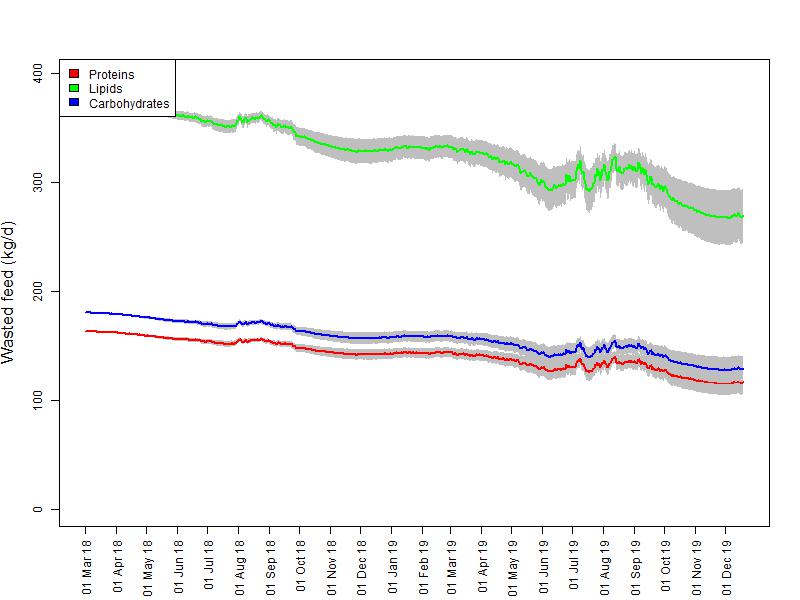 Proteins
Lipids
Carbohydrates
Wasted feed (kg/d)
400
300
200
100
0
01 Mar 18
01 Apr 18
01 May 18
01 Jun 18
01 Jul 18
01 Aug 18
01 Sep 18
01 Oct 18
01 Nov 18
01 Dec 18
01 Jan 19
01 Feb 19
01 Mar 19
01 Apr 19
01 May 19
01 Jun 19
01 Jul 19
01 Aug 19
01 Sep 19
01 Oct 19
01 Nov 19
01 Dec 19